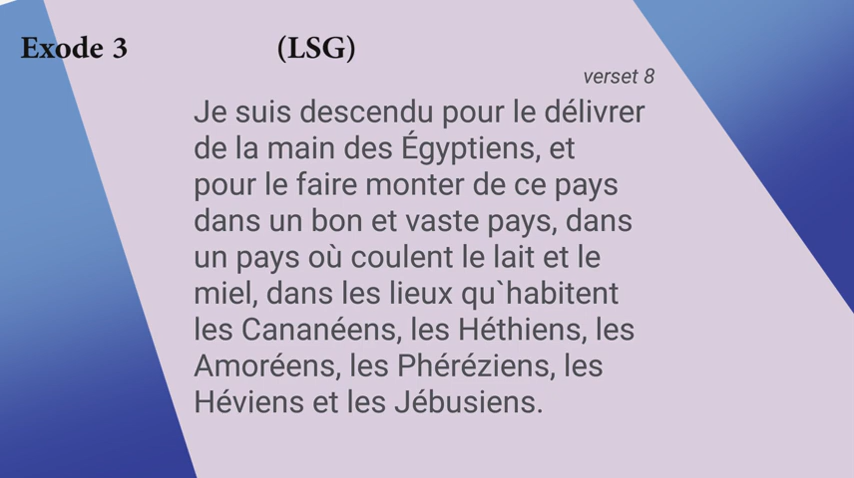 Exode 3 (LSG)
verset 8
Je suis descendu pour le délivrer
de la main des Égyptiens, et
pour le faire monter de ce pays
dans un bon et vaste pays, dans
un pays où coulent le lait et le
miel, dans les lieux qu`habitent
les Cananéens, les Héthiens, les
Amoréens, les Phéréziens, les
Héviens et les Jébusiens.